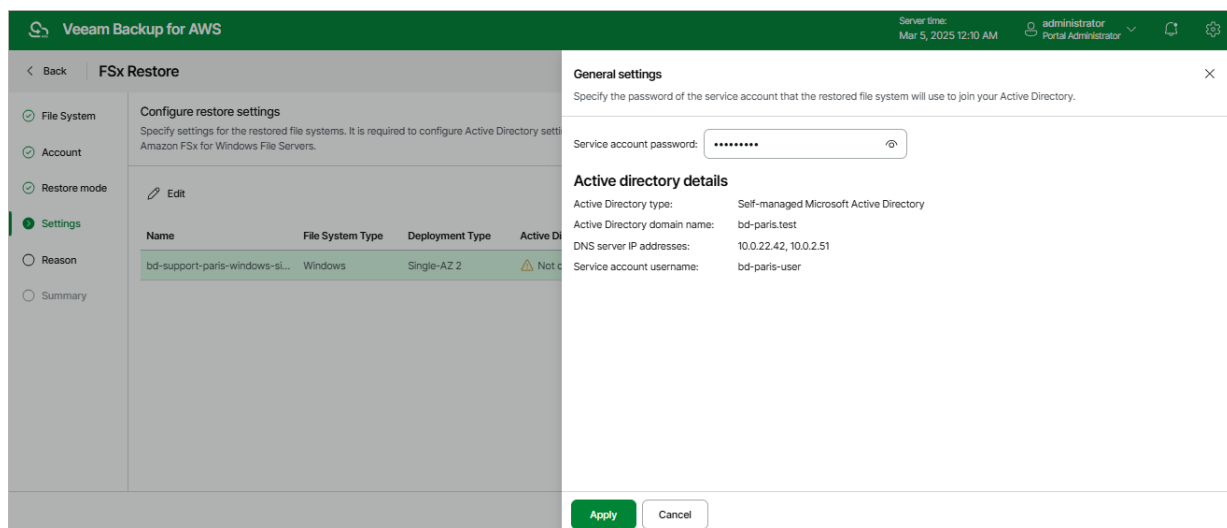 Veeam Backup for AWS
Server time:
Mar 5, 2025 12:10 AM
administrator
Portal Administrator
Back
FSx Restore
File System
Account
Restore mode
Settings
Reason
Summary
Configure restore settings
Specify settings for the restored file systems. It is required to configure Active Directory
Amazon FSx for Windows File Servers.
Edit
Name File System Type Deployment Type Active
bd-support-paris-windows-si... Windows Single-AZ 2 Not
General settings
Specify the password of the service account that the restored file system will use to join your Active Directory.
Service account password: •••••••••
Active directory details
Active Directory type: Self-managed Microsoft Active Directory
Active Directory domain name: bd-paris.test
DNS server IP addresses: 10.0.22.42, 10.0.2.51
Service account username: bd-paris-user
Apply Cancel